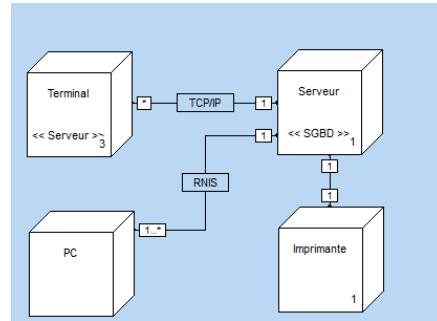 Terminal
<< Serveur >>
3
*
TCP/IP
1
Serveur
<< SGBD >>
1
1
RNIS
1..*
PC
1
1
Imprimante
1